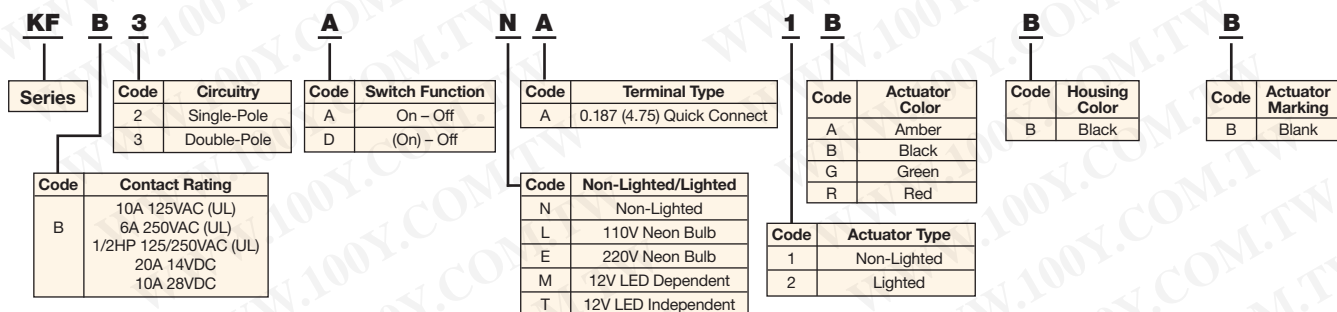 KF B 3 A N A 1 B B B
Series
Code Circuitry
2 Single-Pole
3 Double-Pole
Code Switch Function
A On – Off
D (On) – Off
Code Terminal Type
A 0.187 (4.75) Quick Connect
Code Actuator Color
A Amber
B Black
G Green
R Red
Code Housing Color
B Black
Code Actuator Marking
B Blank
Code Contact Rating
B
10A 125VAC (UL)
6A 250VAC (UL)
1/2HP 125/250VAC (UL)
20A 14VDC
10A 28VDC
Code Non-Lighted/Lighted
N Non-Lighted
L 110V Neon Bulb
E 220V Neon Bulb
M 12V LED Dependent
T 12V LED Independent
Code Actuator Type
1 Non-Lighted
2 Lighted
WWW.100Y.COM.TW